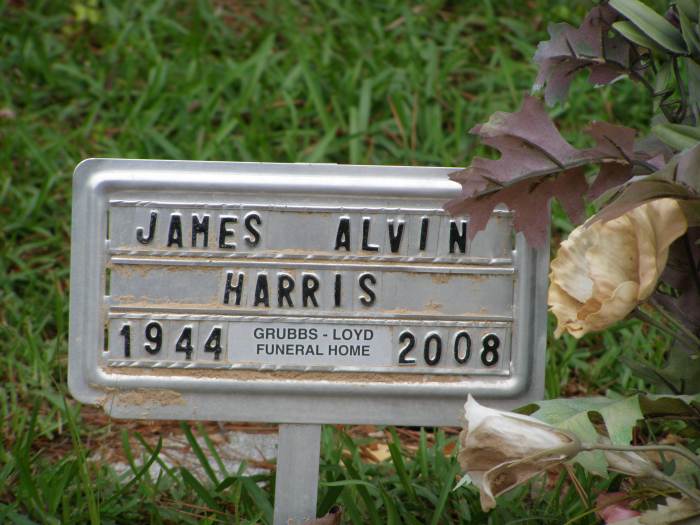 JAMES ALVIN
HARRIS
1944 GRUBBS - LOYD 2008
FUNERAL HOME